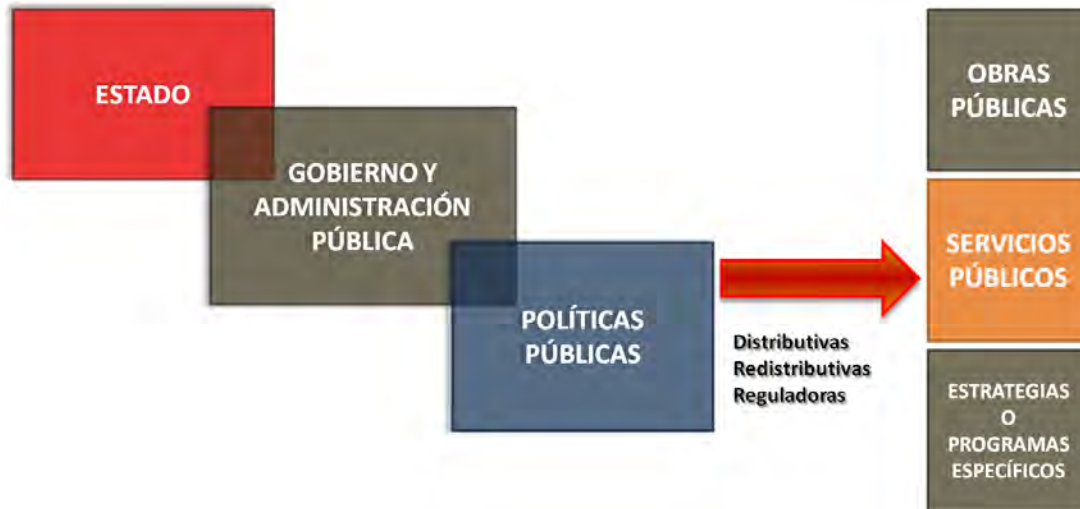 ESTADO
GOBIERNO Y
ADMINISTRACIÓN
PÚBLICA
POLÍTICAS
PÚBLICAS
Distributivas
Redistributivas
Reguladoras
OBRAS
PÚBLICAS
SERVICIOS
PÚBLICOS
ESTRATEGIAS
O
PROGRAMAS
ESPECÍFICOS